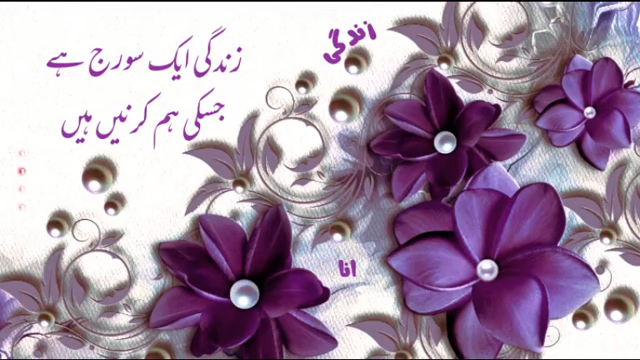 زندگی
زندگی ایک سورج ہے
جسکی ہم کرنیں ہیں
انا